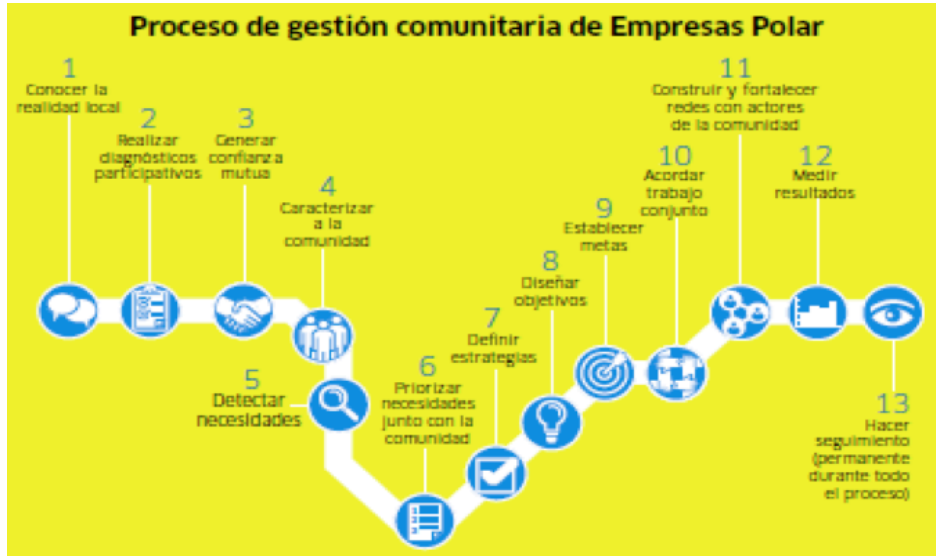 Proceso de gestión comunitaria de Empresas Polar
1
Conocer la
realidad local
2
Realizar
diagnósticos
participativos
3
Generar
confianza
mutua
4
Caracterizar
a la
comunidad
5
Detectar
necesidades
6
Priorizar
necesidades
junto con la
comunidad
7
Definir
estrategias
8
Diseñar
objetivos
9
Establecer
metas
10
Acordar
trabajo
conjunto
11
Construir y fortalecer
redes con actores
de la comunidad
12
Medir
resultados
13
Hacer
seguimiento
(permanente
durante todo
el proceso)